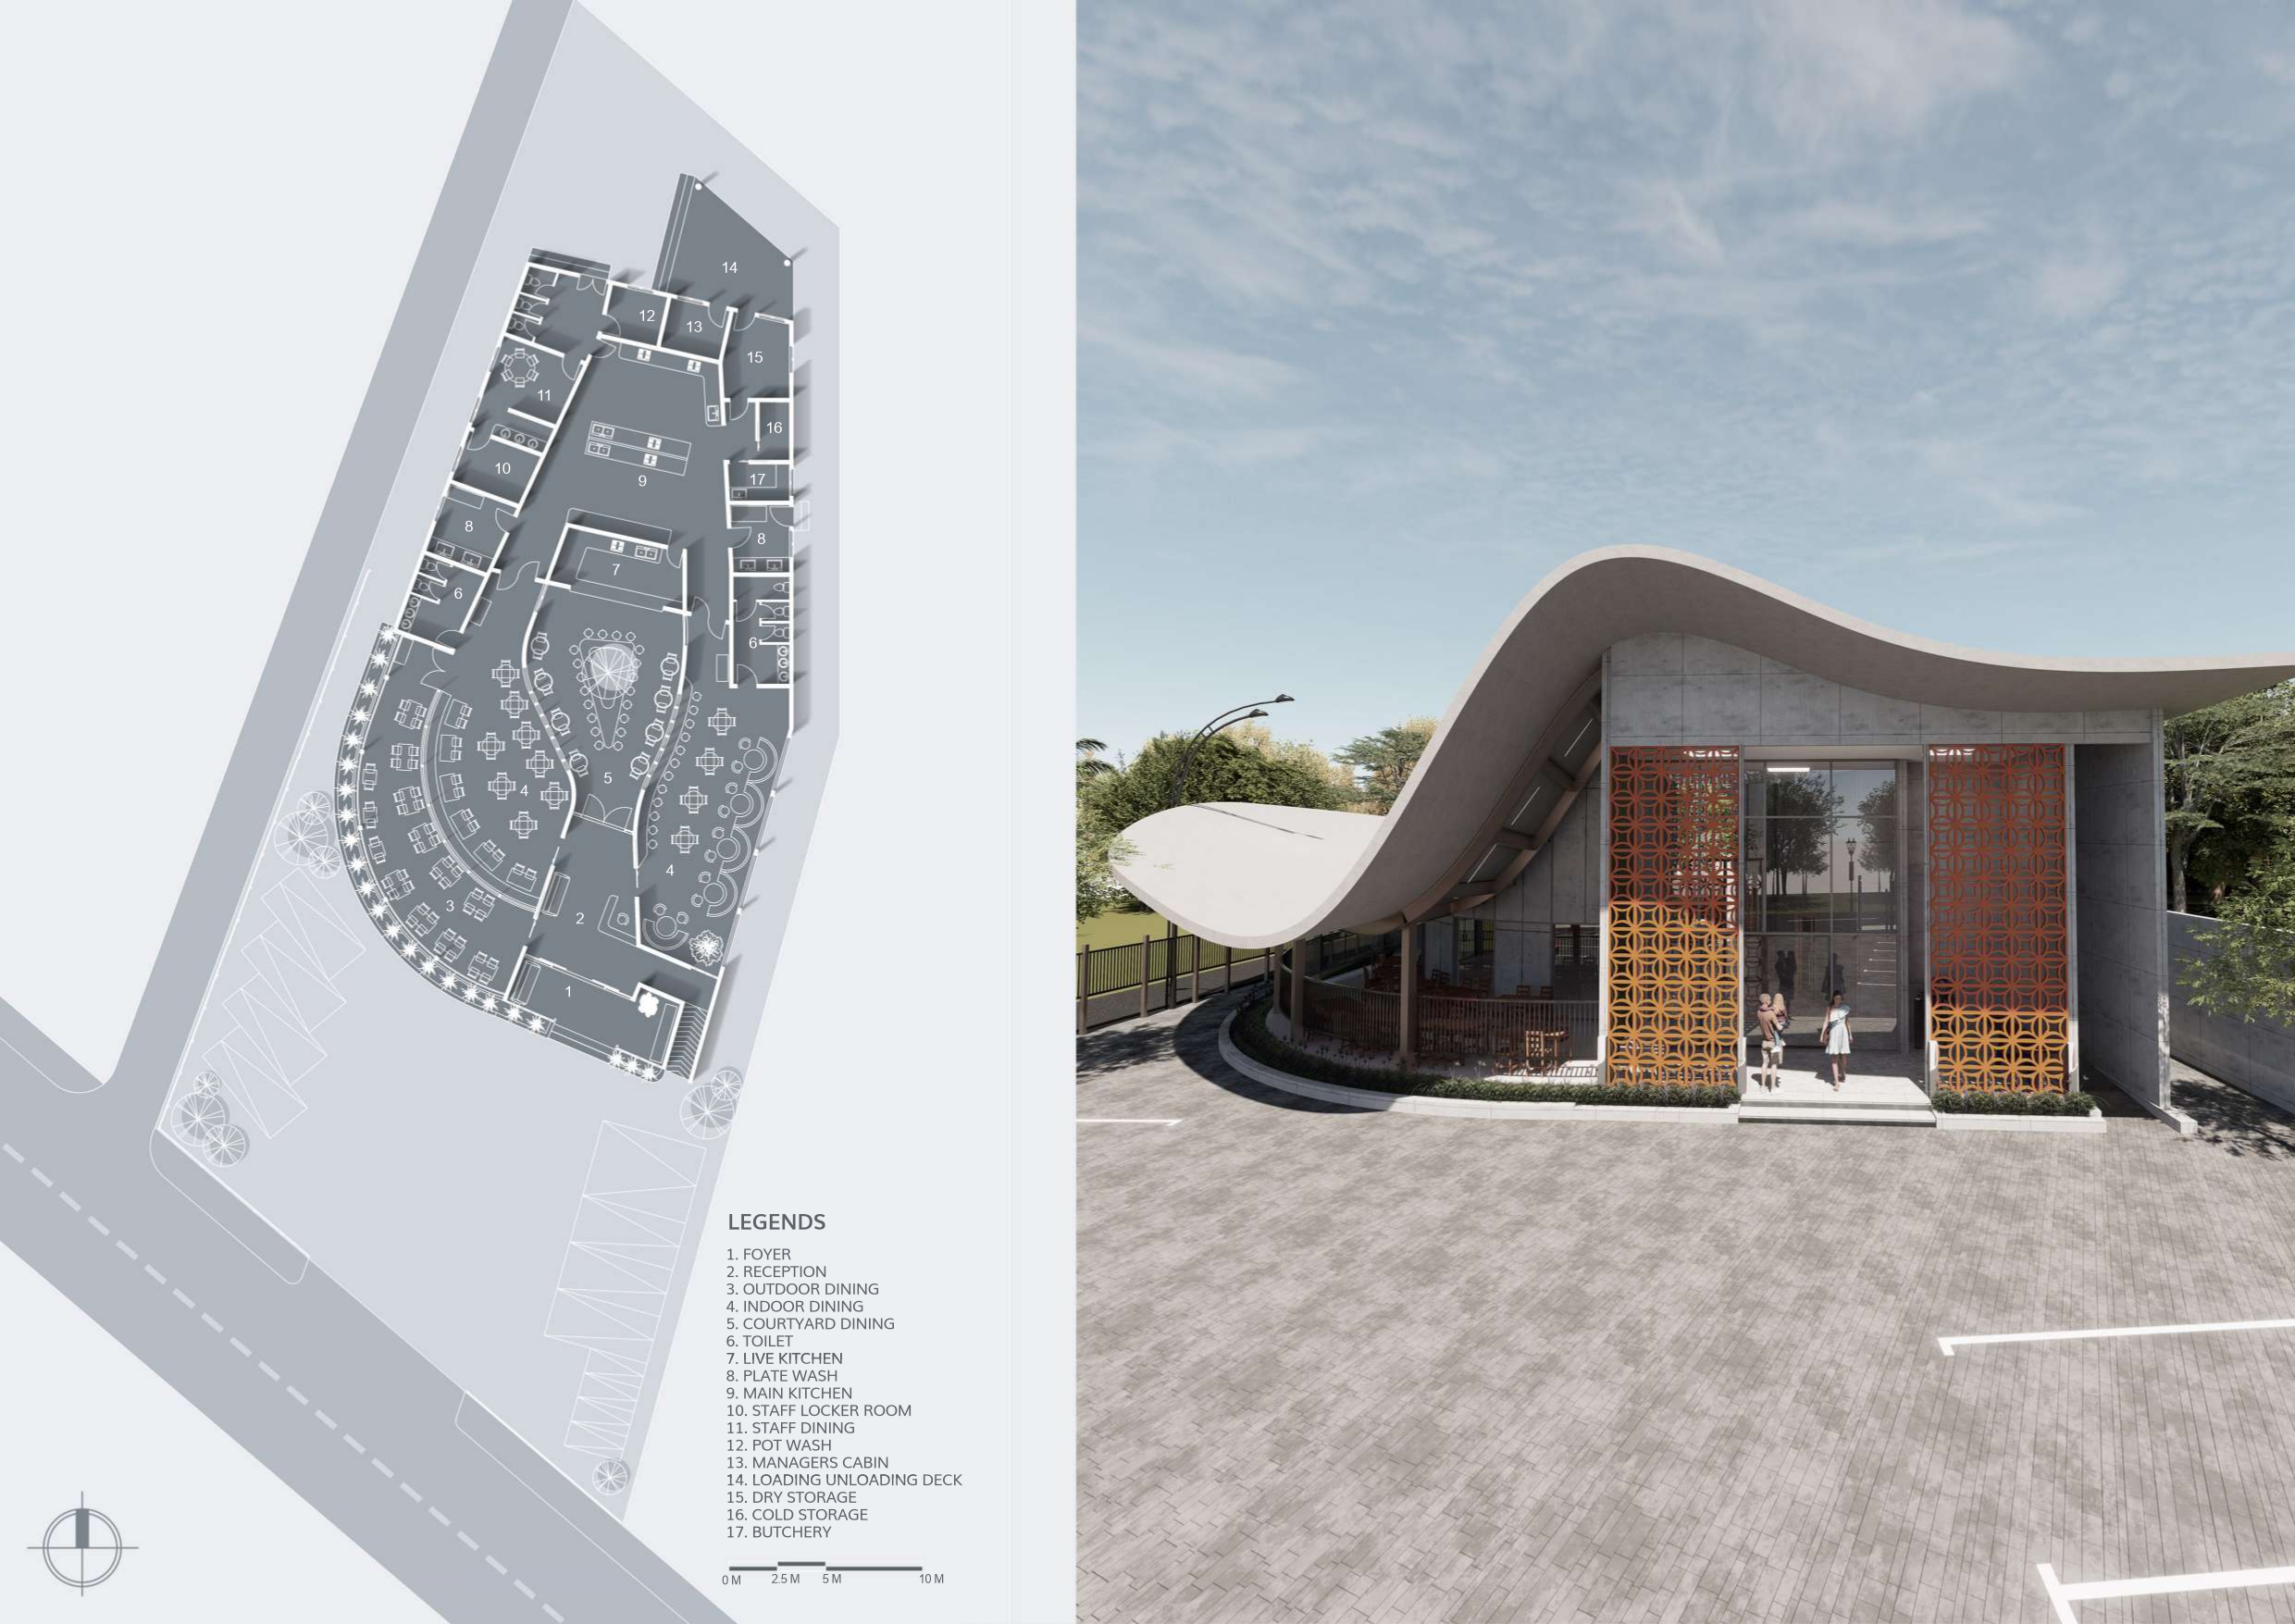 14
12
13
15
11
16
10
9
17
8
8
7
6
6
5
4
4
3
2
1
LEGENDS
1. FOYER
2. RECEPTION
3. OUTDOOR DINING
4. INDOOR DINING
5. COURTYARD DINING
6. TOILET
7. LIVE KITCHEN
8. PLATE WASH
9. MAIN KITCHEN
10. STAFF LOCKER ROOM
11. STAFF DINING
12. POT WASH
13. MANAGERS CABIN
14. LOADING UNLOADING DECK
15. DRY STORAGE
16. COLD STORAGE
17. BUTCHERY
0 M 2.5 M 5 M 10 M